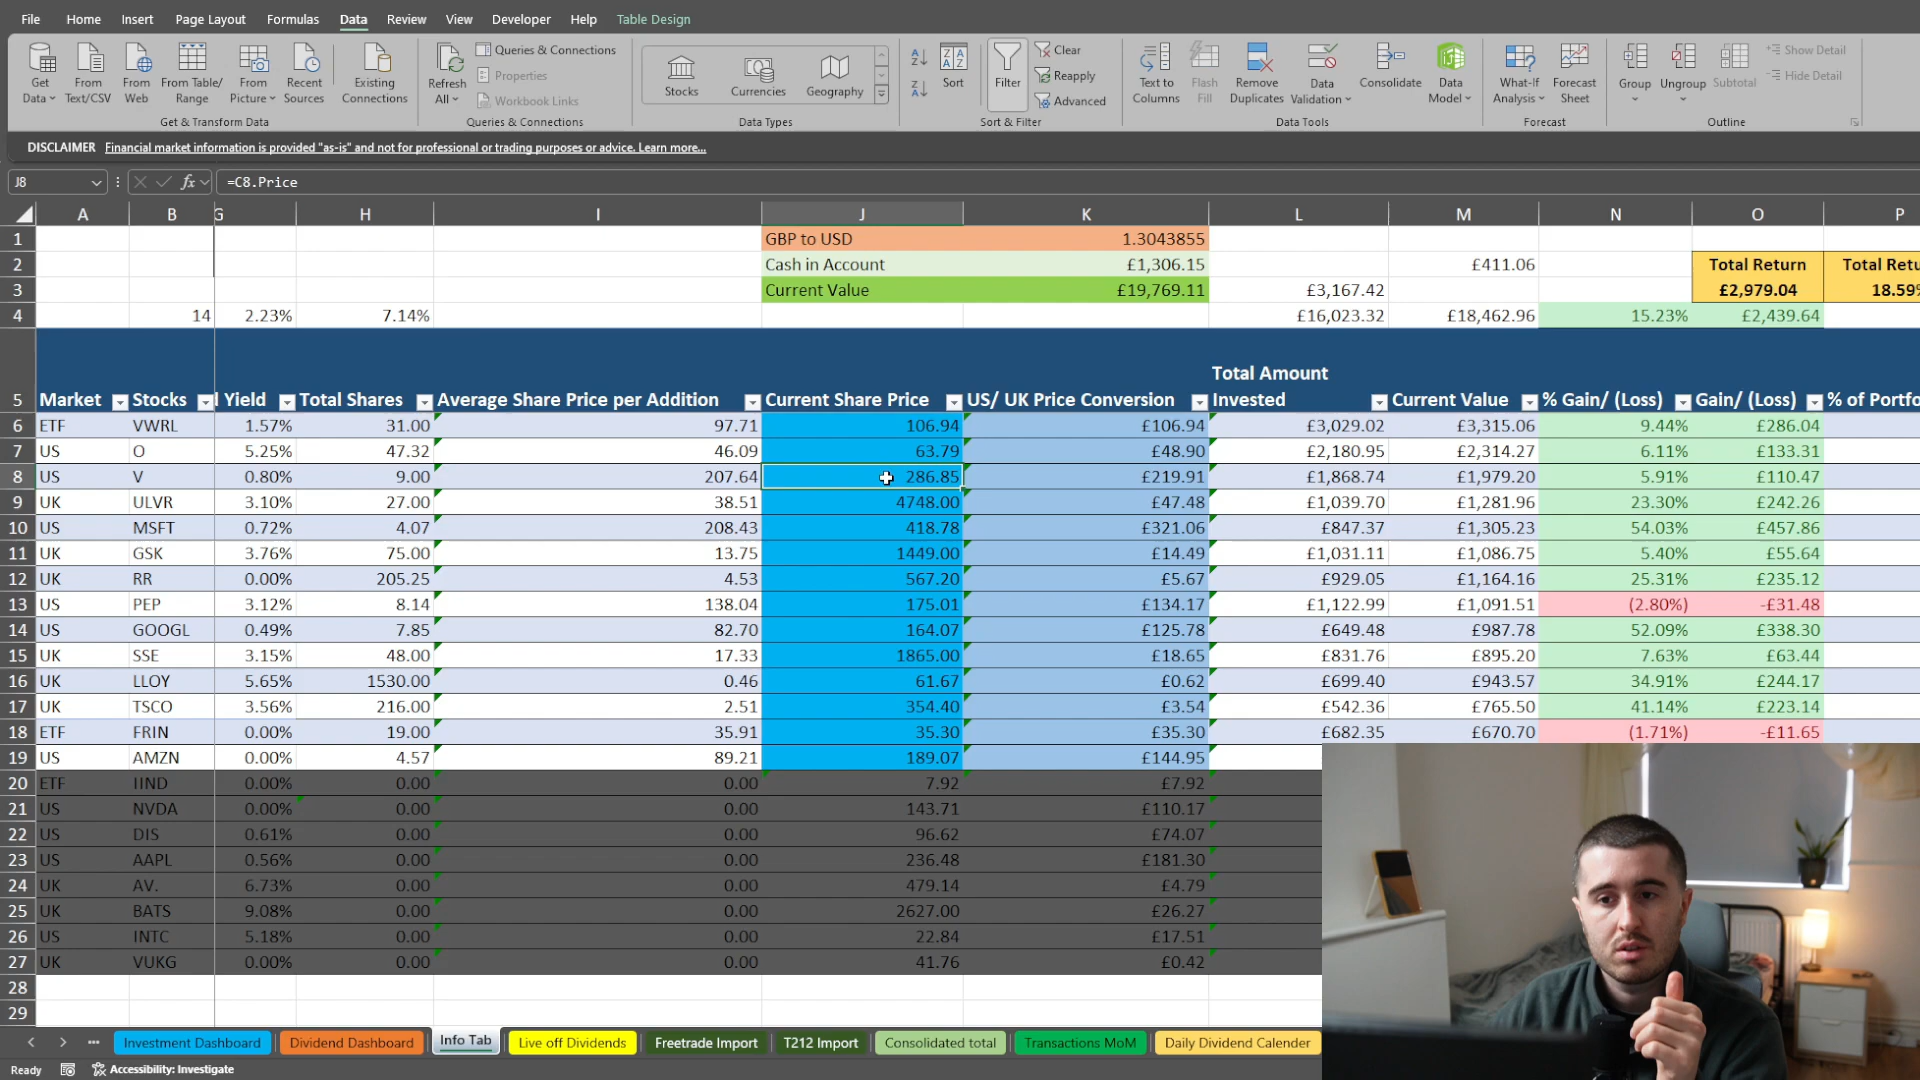 File Home Insert Page Layout Formulas Data Review View Developer Help Table Design
Get Data
From Text/CSV
From Web
From Table/ Range
From Picture
Recent Sources
Existing Connections
Get & Transform Data
Refresh All
Queries & Connections
Properties
Workbook Links
Queries & Connections
Stocks Currencies Geography
Data Types
Sort
Filter
Clear
Reapply
Advanced
Sort & Filter
Text to Columns
Flash Fill
Remove Duplicates
Data Validation
Consolidate
Data Model
Data Tools
What-If Analysis
Forecast Sheet
Forecast
Group
Ungroup
Subtotal
Show Detail
Hide Detail
Outline
DISCLAIMER Financial market information is provided "as-is" and not for professional or trading purposes or advice. Learn more...
J8 fx =C8.Price
A B G H I J K L M N O P
1 GBP to USD 1.3043855
2 Cash in Account £1,306.15 £411.06 Total Return Total Retu
3 Current Value £19,769.11 £3,167.42 £2,979.04 18.59%
4 14 2.23% 7.14% £16,023.32 £18,462.96 15.23% £2,439.64
Total Amount
5 Market Stocks l Yield Total Shares Average Share Price per Addition Current Share Price US/ UK Price Conversion Invested Current Value % Gain/ (Loss) Gain/ (Loss) % of Portfo
6 ETF VWRL 1.57% 31.00 97.71 106.94 £106.94 £3,029.02 £3,315.06 9.44% £286.04
7 US O 5.25% 47.32 46.09 63.79 £48.90 £2,180.95 £2,314.27 6.11% £133.31
8 US V 0.80% 9.00 207.64 286.85 £219.91 £1,868.74 £1,979.20 5.91% £110.47
9 UK ULVR 3.10% 27.00 38.51 4748.00 £47.48 £1,039.70 £1,281.96 23.30% £242.26
10 US MSFT 0.72% 4.07 208.43 418.78 £321.06 £847.37 £1,305.23 54.03% £457.86
11 UK GSK 3.76% 75.00 13.75 1449.00 £14.49 £1,031.11 £1,086.75 5.40% £55.64
12 UK RR 0.00% 205.25 4.53 567.20 £5.67 £929.05 £1,164.16 25.31% £235.12
13 US PEP 3.12% 8.14 138.04 175.01 £134.17 £1,122.99 £1,091.51 (2.80%) -£31.48
14 US GOOGL 0.49% 7.85 82.70 164.07 £125.78 £649.48 £987.78 52.09% £338.30
15 UK SSE 3.15% 48.00 17.33 1865.00 £18.65 £831.76 £895.20 7.63% £63.44
16 UK LLOY 5.65% 1530.00 0.46 61.67 £0.62 £699.40 £943.57 34.91% £244.17
17 UK TSCO 3.56% 216.00 2.51 354.40 £3.54 £542.36 £765.50 41.14% £223.14
18 ETF FRIN 0.00% 19.00 35.91 35.30 £35.30 £682.35 £670.70 (1.71%) -£11.65
19 US AMZN 0.00% 4.57 89.21 189.07 £144.95
20 ETF IIND 0.00% 0.00 0.00 7.92 £7.92
21 US NVDA 0.00% 0.00 0.00 143.71 £110.17
22 US DIS 0.61% 0.00 0.00 96.62 £74.07
23 US AAPL 0.56% 0.00 0.00 236.48 £181.30
24 UK AV. 6.73% 0.00 0.00 479.14 £4.79
25 UK BATS 9.08% 0.00 0.00 2627.00 £26.27
26 US INTC 5.18% 0.00 0.00 22.84 £17.51
27 UK VUKG 0.00% 0.00 0.00 41.76 £0.42
28
29
Investment Dashboard Dividend Dashboard Info Tab Live off Dividends Freetrade Import T212 Import Consolidated total Transactions MoM Daily Dividend Calender
Ready Accessibility: Investigate